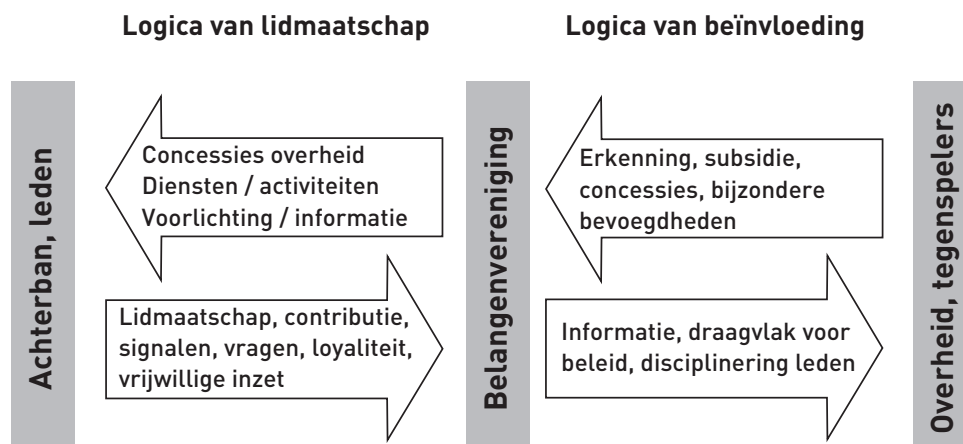 Logica van lidmaatschap
Logica van beïnvloeding
Achterban, leden
Concessies overheid
Diensten / activiteiten
Voorlichting / informatie
Lidmaatschap, contributie,
signalen, vragen, loyaliteit,
vrijwillige inzet
Belangenvereniging
Erkenning, subsidie,
concessies, bijzondere
bevoegdheden
Informatie, draagvlak voor
beleid, disciplinering leden
Overheid, tegenspelers